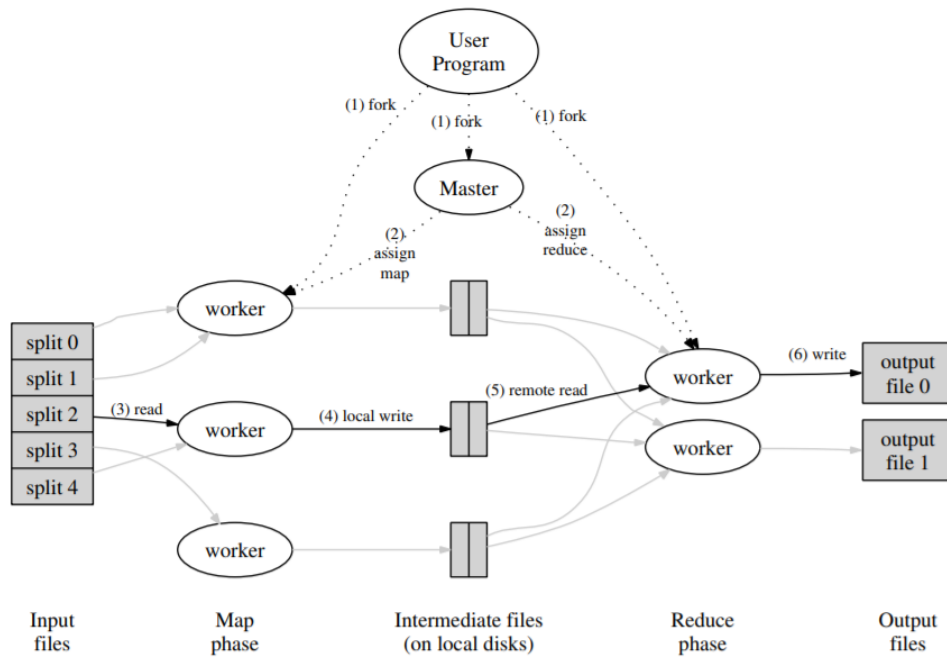 User
Program
(1) fork
(1) fork
(1) fork
Master
(2)
assign
map
(2)
assign
reduce
worker
split 0
split 1
split 2
split 3
split 4
(3) read
worker
(4) local write
(5) remote read
worker
(6) write
output
file 0
worker
output
file 1
worker
Input
files
Map
phase
Intermediate files
(on local disks)
Reduce
phase
Output
files